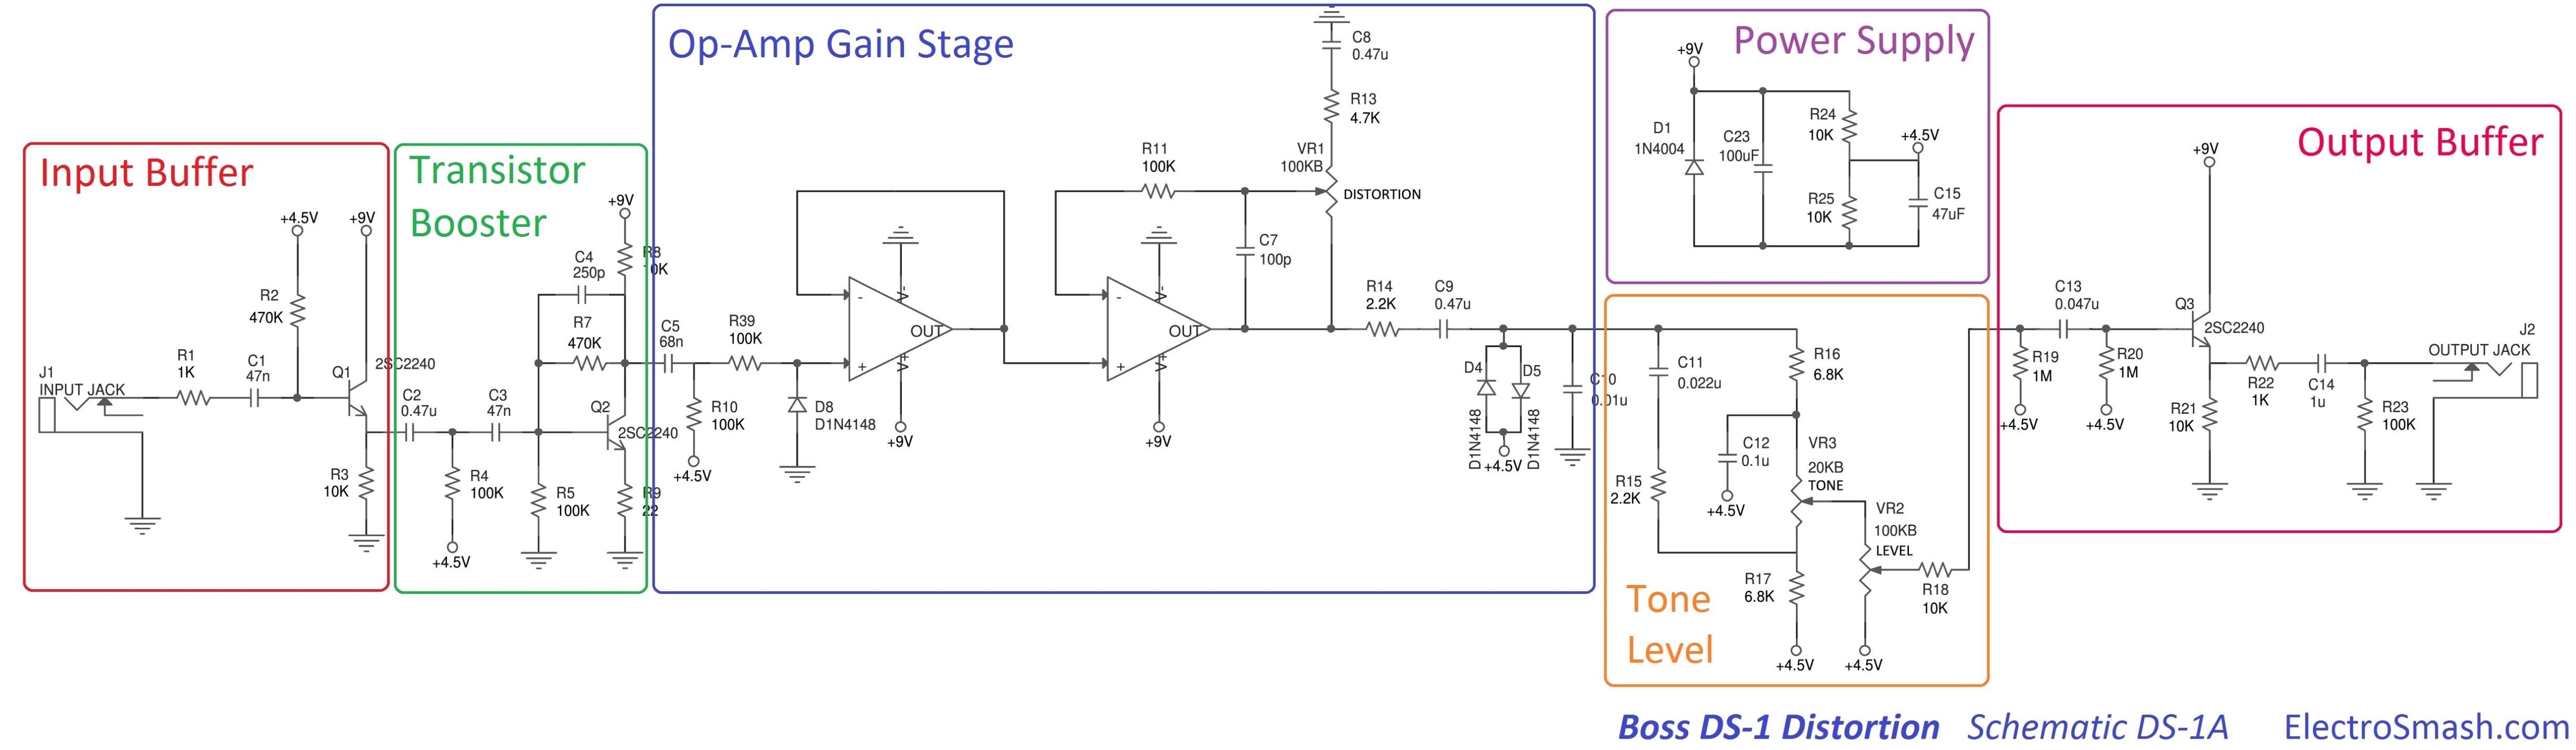 Input Buffer
+4.5V
+9V
R2
470K
R1
1K
C1
47n
J1
INPUT JACK
Q1
2SC2240
R3
10K
Transistor
Booster
+9V
R8
10K
C4
250p
R7
470K
C2
0.47u
C3
47n
Q2
2SC2240
R4
100K
+4.5V
R5
100K
R9
22
Op-Amp Gain Stage
C5
68n
R39
100K
R10
100K
+4.5V
D8
D1N4148
-
+
V-
V+
OUT
+9V
R11
100K
-
+
V-
V+
OUT
+9V
C7
100p
C8
0.47u
R13
4.7K
VR1
100KB
DISTORTION
R14
2.2K
C9
0.47u
D4
D1N4148
D5
D1N4148
+4.5V
C10
0.01u
Power Supply
+9V
D1
1N4004
C23
100uF
R24
10K
+4.5V
R25
10K
C15
47uF
Tone
Level
C11
0.022u
R16
6.8K
C12
0.1u
+4.5V
VR3
20KB
TONE
R15
2.2K
VR2
100KB
LEVEL
R17
6.8K
+4.5V
+4.5V
R18
10K
Output Buffer
+9V
C13
0.047u
Q3
2SC2240
R19
1M
+4.5V
R20
1M
+4.5V
R21
10K
R22
1K
C14
1u
R23
100K
J2
OUTPUT JACK
Boss DS-1 Distortion Schematic DS-1A ElectroSmash.com